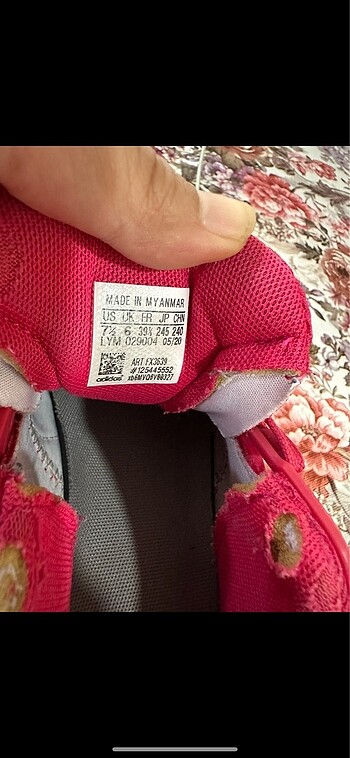 MADE IN MYANMAR
US UK FR JP CHN
7½ 6 39⅓ 245 240
LYM 029004 05/20
ART FX3639
#125445552
adidas